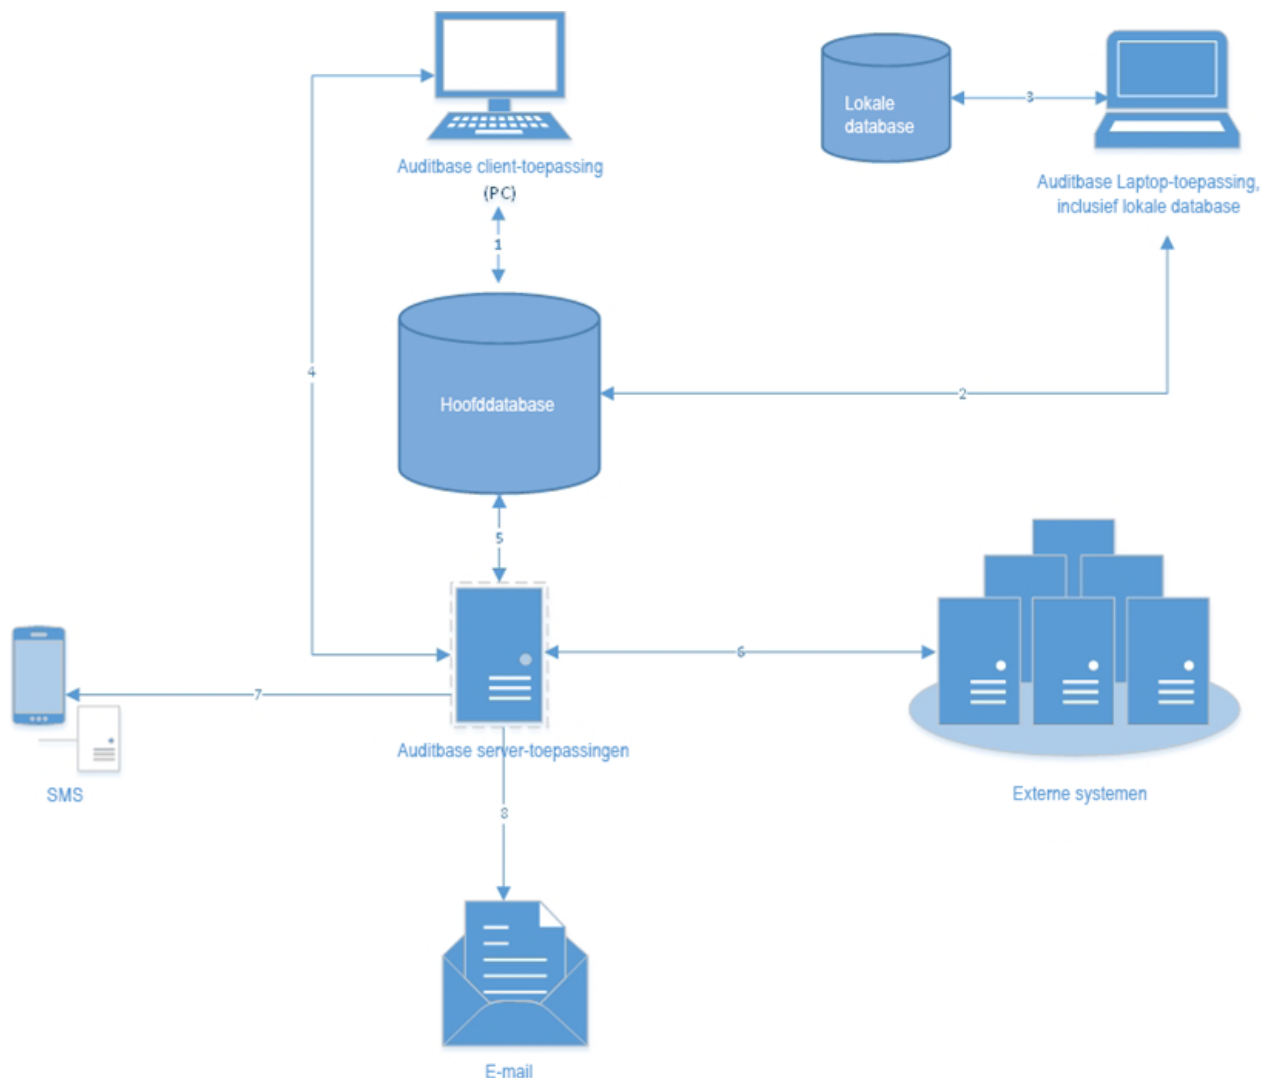 Lokale
database
3
Auditbase client-toepassing
(PC)
Auditbase Laptop-toepassing,
inclusief lokale database
1
4
2
Hoofddatabase
5
6
7
Auditbase server-toepassingen
SMS
Externe systemen
8
E-mail